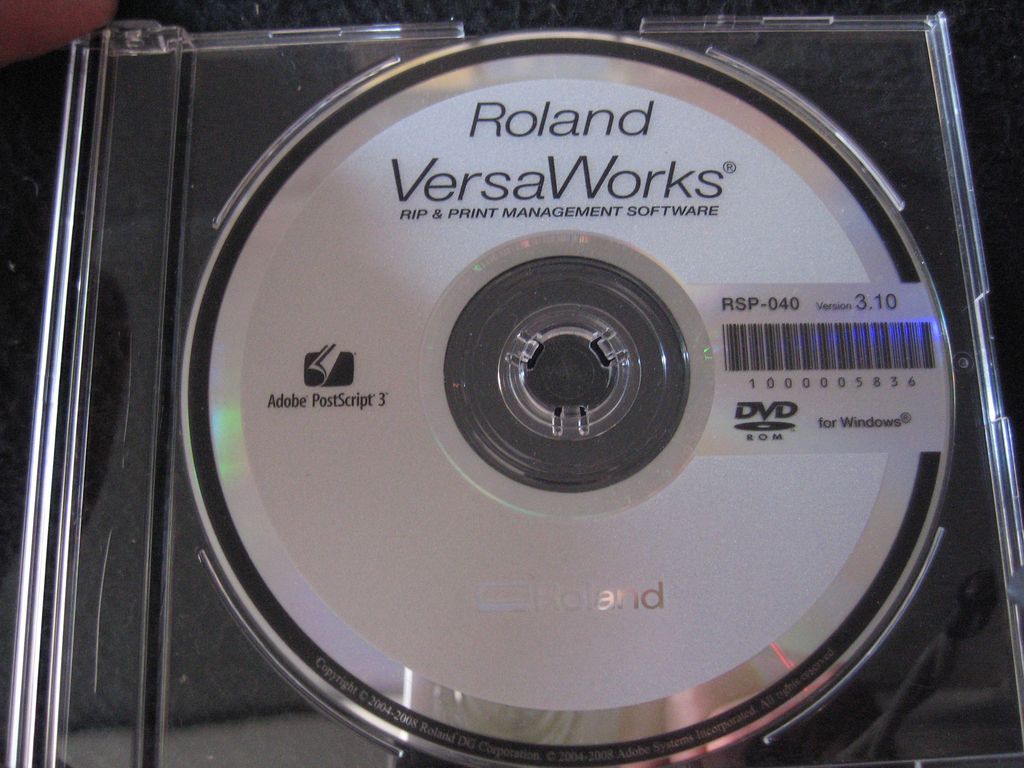 Roland
VersaWorks®
RIP & PRINT MANAGEMENT SOFTWARE
RSP-040 Version 3.10
1000005836
Adobe PostScript 3™
DVD
ROM
for Windows®
Roland
Copyright © 2004-2008 Roland DG Corporation. © 2004-2008 Adobe Systems Incorporated. All rights reserved.